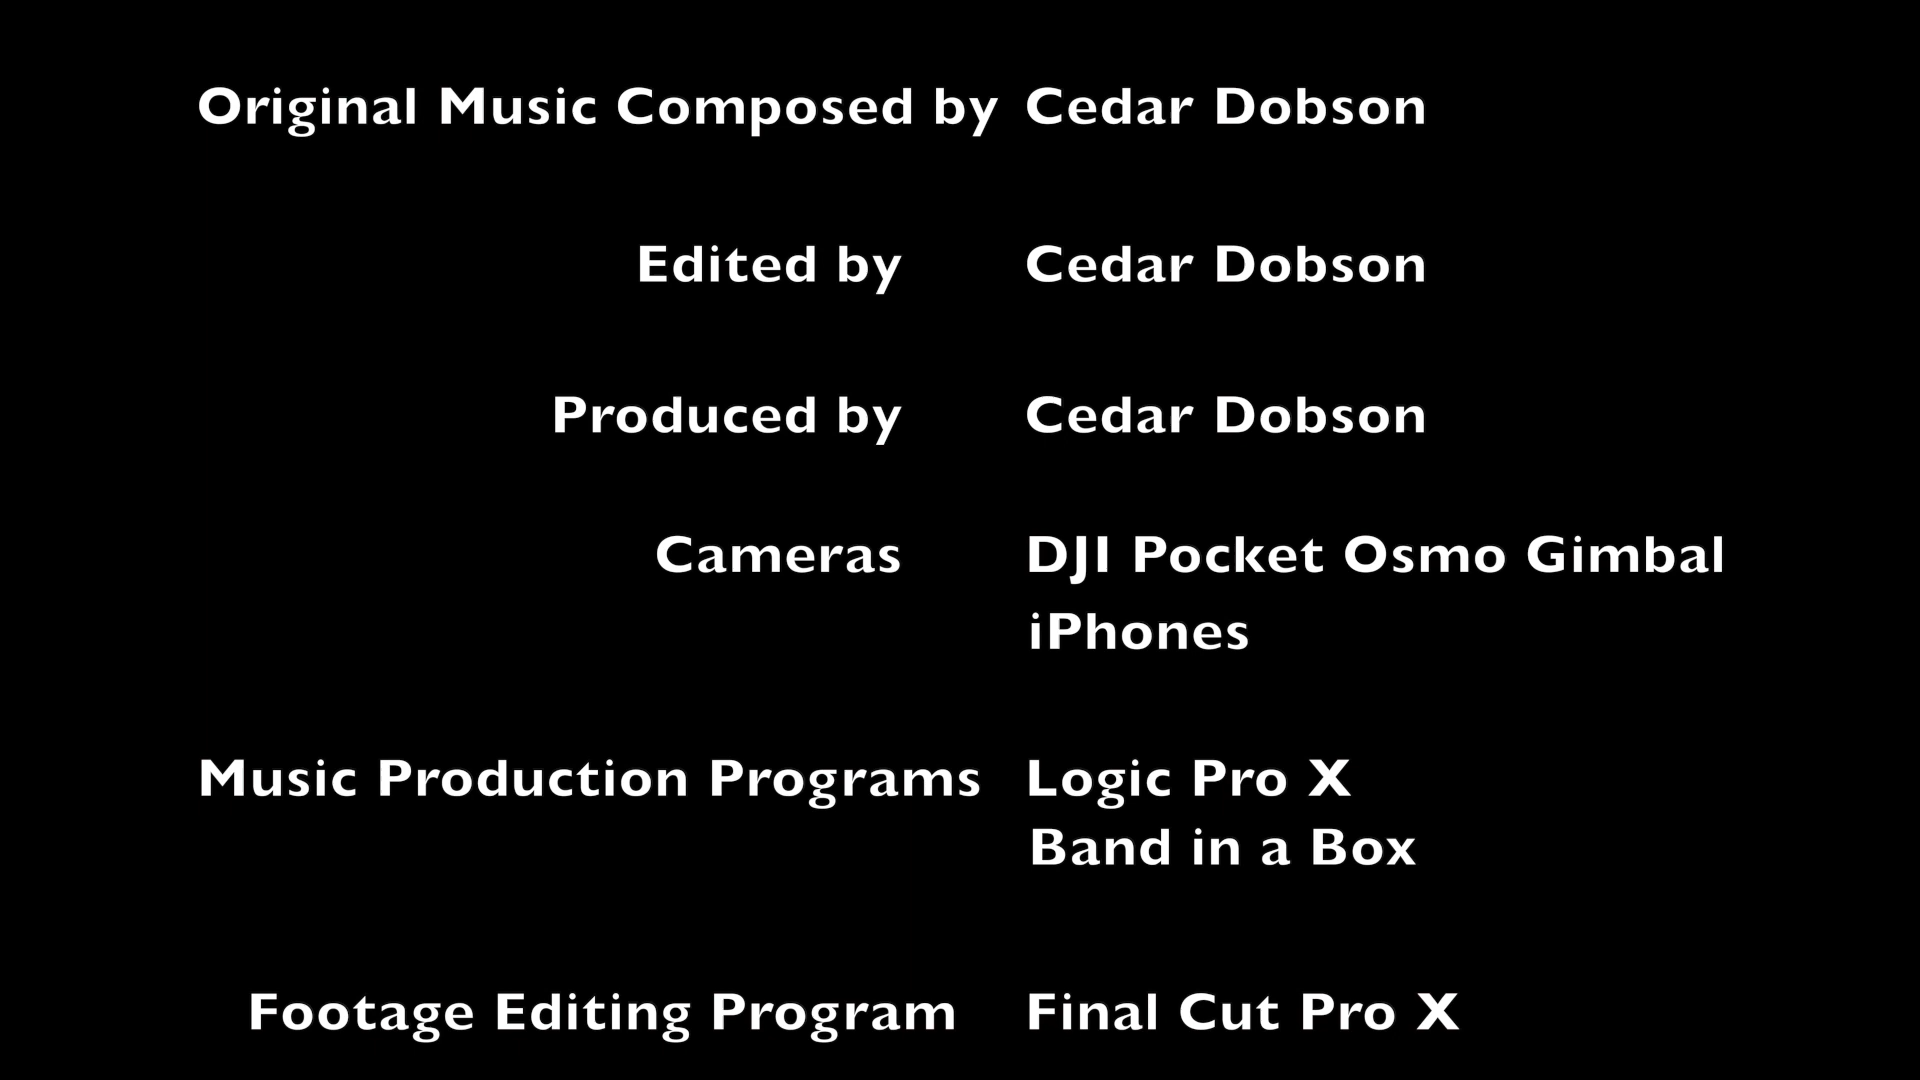 Original Music Composed by Cedar Dobson
Edited by Cedar Dobson
Produced by Cedar Dobson
Cameras DJI Pocket Osmo Gimbal
iPhones
Music Production Programs Logic Pro X
Band in a Box
Footage Editing Program Final Cut Pro X